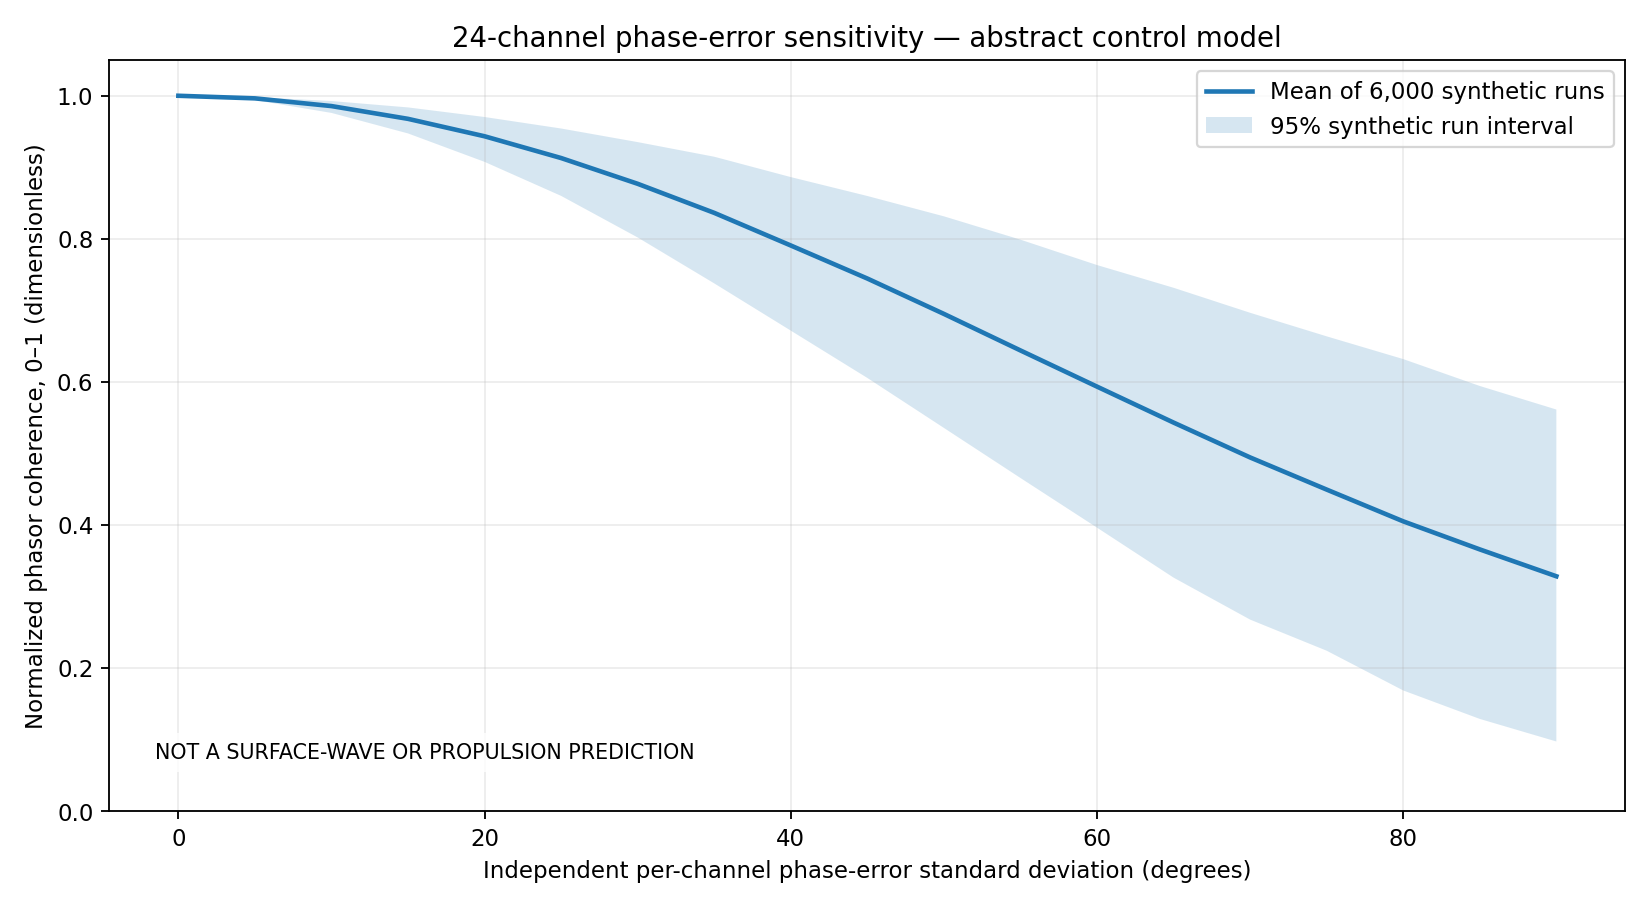 24-channel phase-error sensitivity — abstract control model
Mean of 6,000 synthetic runs
95% synthetic run interval
Normalized phasor coherence, 0–1 (dimensionless)
1.0
0.8
0.6
0.4
0.2
0.0
NOT A SURFACE-WAVE OR PROPULSION PREDICTION
0 20 40 60 80
Independent per-channel phase-error standard deviation (degrees)